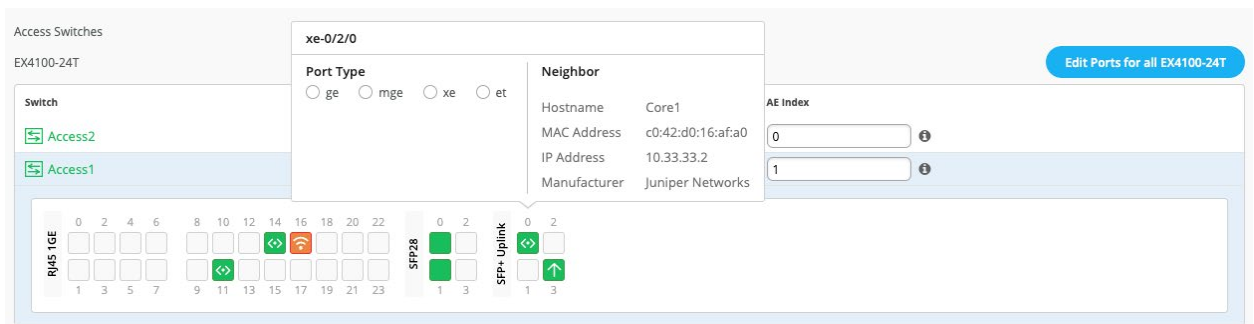 Access Switches
EX4100-24T
Edit Ports for all EX4100-24T
xe-0/2/0
Port Type
ge mge xe et
Neighbor
Hostname Core1
MAC Address c0:42:d0:16:af:a0
IP Address 10.33.33.2
Manufacturer Juniper Networks
Switch
AE Index
Access2
0
Access1
1
RJ45 1GE
0 2 4 6 8 10 12 14 16 18 20 22
1 3 5 7 9 11 13 15 17 19 21 23
SFP28
0 2
1 3
SFP+ Uplink
0 2
1 3